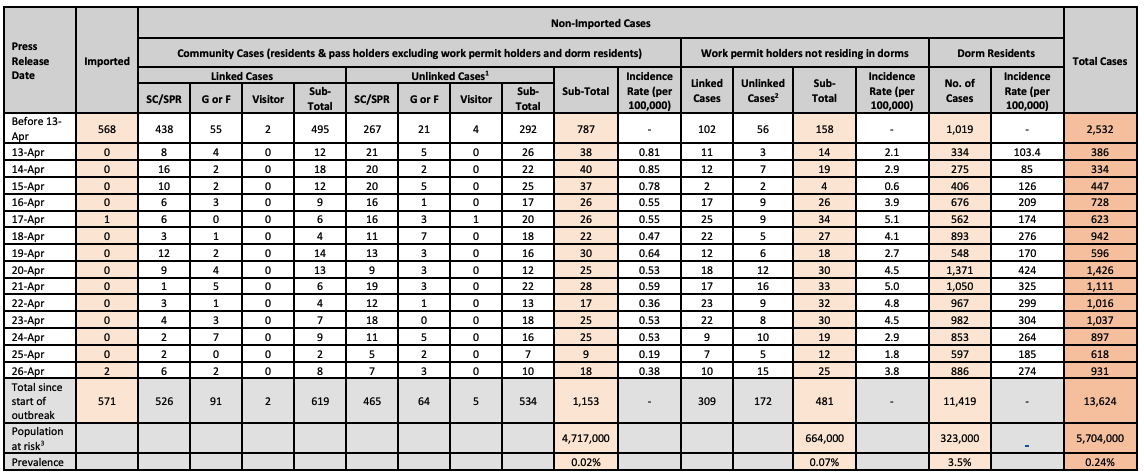 Press Release Date | Imported | Non-Imported Cases | Total Cases
Community Cases (residents & pass holders excluding work permit holders and dorm residents) | Work permit holders not residing in dorms | Dorm Residents
Linked Cases | Unlinked Cases¹ | Sub-Total | Incidence Rate (per 100,000) | Linked Cases | Unlinked Cases² | Sub-Total | Incidence Rate (per 100,000) | No. of Cases | Incidence Rate (per 100,000)
SC/SPR | G or F | Visitor | Sub-Total | SC/SPR | G or F | Visitor | Sub-Total
Before 13-Apr | 568 | 438 | 55 | 2 | 495 | 267 | 21 | 4 | 292 | 787 | - | 102 | 56 | 158 | - | 1,019 | - | 2,532
13-Apr | 0 | 8 | 4 | 0 | 12 | 21 | 5 | 0 | 26 | 38 | 0.81 | 11 | 3 | 14 | 2.1 | 334 | 103.4 | 386
14-Apr | 0 | 16 | 2 | 0 | 18 | 20 | 2 | 0 | 22 | 40 | 0.85 | 12 | 7 | 19 | 2.9 | 275 | 85 | 334
15-Apr | 0 | 10 | 2 | 0 | 12 | 20 | 5 | 0 | 25 | 37 | 0.78 | 2 | 2 | 4 | 0.6 | 406 | 126 | 447
16-Apr | 0 | 6 | 3 | 0 | 9 | 16 | 1 | 0 | 17 | 26 | 0.55 | 17 | 9 | 26 | 3.9 | 676 | 209 | 728
17-Apr | 1 | 6 | 0 | 0 | 6 | 16 | 3 | 1 | 20 | 26 | 0.55 | 25 | 9 | 34 | 5.1 | 562 | 174 | 623
18-Apr | 0 | 3 | 1 | 0 | 4 | 11 | 7 | 0 | 18 | 22 | 0.47 | 22 | 5 | 27 | 4.1 | 893 | 276 | 942
19-Apr | 0 | 12 | 2 | 0 | 14 | 13 | 3 | 0 | 16 | 30 | 0.64 | 12 | 6 | 18 | 2.7 | 548 | 170 | 596
20-Apr | 0 | 9 | 4 | 0 | 13 | 9 | 3 | 0 | 12 | 25 | 0.53 | 18 | 12 | 30 | 4.5 | 1,371 | 424 | 1,426
21-Apr | 0 | 1 | 5 | 0 | 6 | 19 | 3 | 0 | 22 | 28 | 0.59 | 17 | 16 | 33 | 5.0 | 1,050 | 325 | 1,111
22-Apr | 0 | 3 | 1 | 0 | 4 | 12 | 1 | 0 | 13 | 17 | 0.36 | 23 | 9 | 32 | 4.8 | 967 | 299 | 1,016
23-Apr | 0 | 4 | 3 | 0 | 7 | 18 | 0 | 0 | 18 | 25 | 0.53 | 22 | 8 | 30 | 4.5 | 982 | 304 | 1,037
24-Apr | 0 | 2 | 7 | 0 | 9 | 11 | 5 | 0 | 16 | 25 | 0.53 | 9 | 10 | 19 | 2.9 | 853 | 264 | 897
25-Apr | 0 | 2 | 0 | 0 | 2 | 5 | 2 | 0 | 7 | 9 | 0.19 | 7 | 5 | 12 | 1.8 | 597 | 185 | 618
26-Apr | 2 | 6 | 2 | 0 | 8 | 7 | 3 | 0 | 10 | 18 | 0.38 | 10 | 15 | 25 | 3.8 | 886 | 274 | 931
Total since start of outbreak | 571 | 526 | 91 | 2 | 619 | 465 | 64 | 5 | 534 | 1,153 | - | 309 | 172 | 481 | - | 11,419 | - | 13,624
Population at risk³ | 4,717,000 | 664,000 | 323,000 | - | 5,704,000
Prevalence | 0.02% | 0.07% | 3.5% | 0.24%